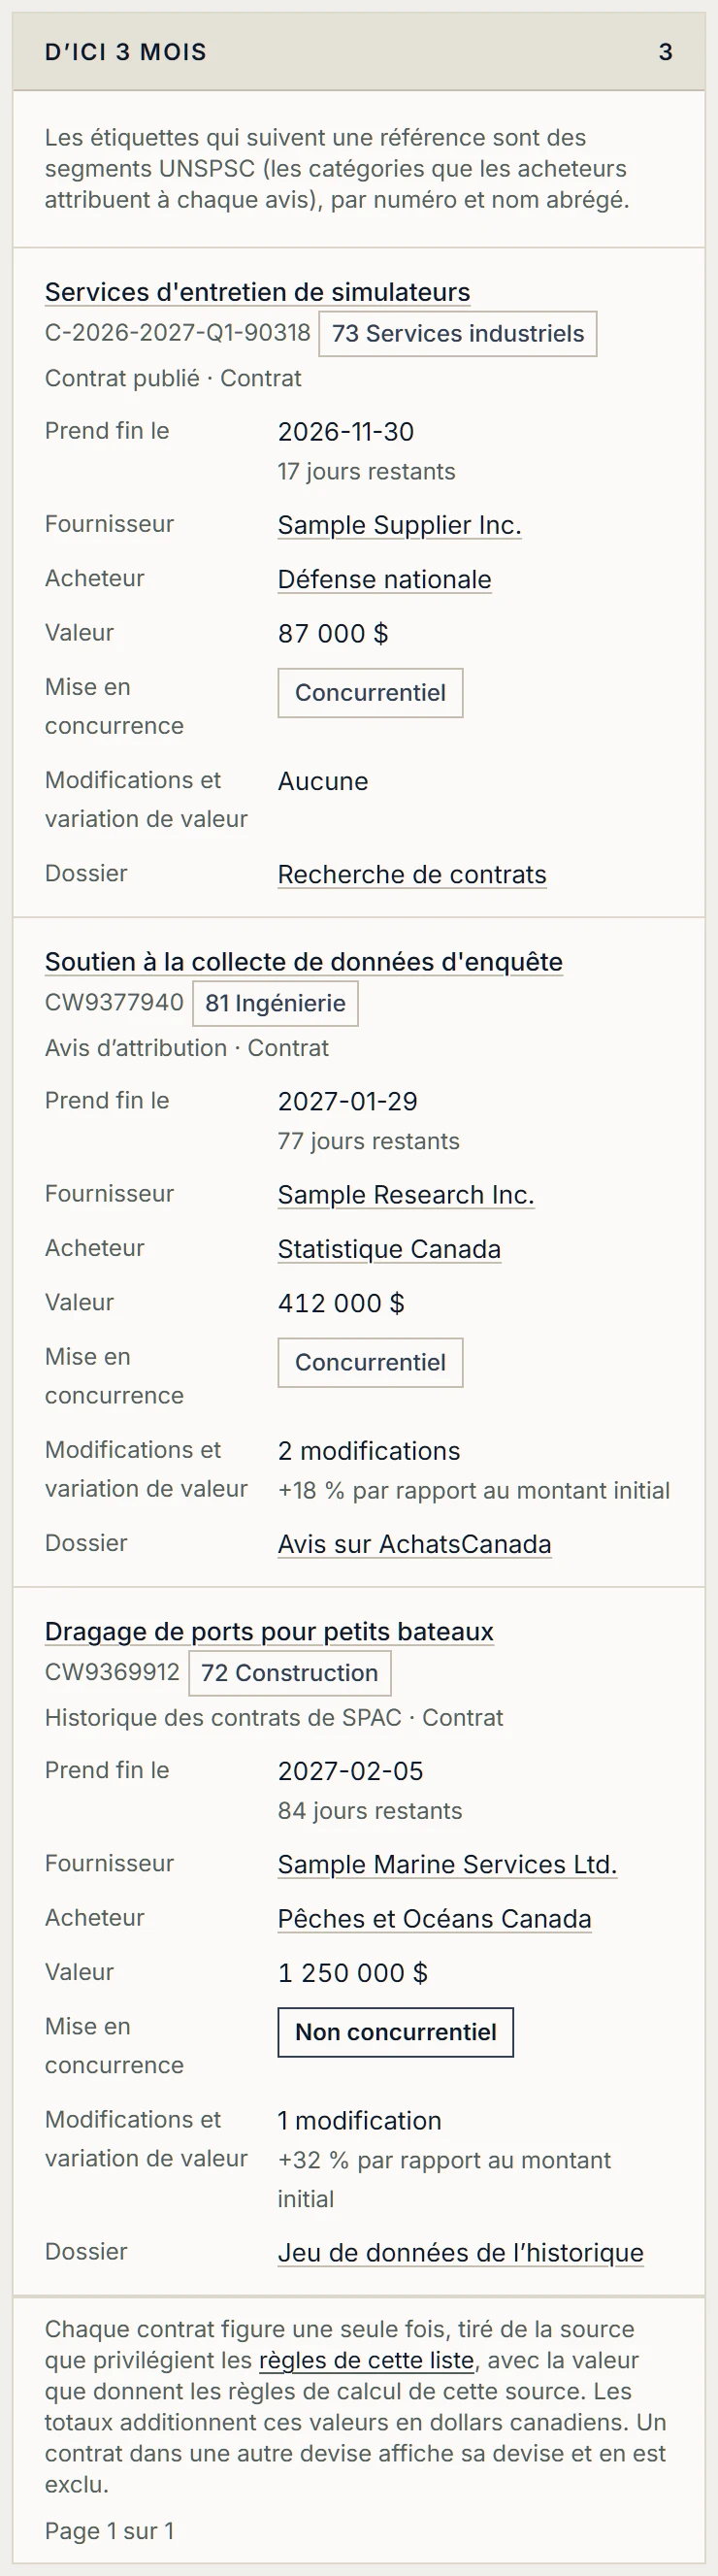 D’ICI 3 MOIS 3
Les étiquettes qui suivent une référence sont des
segments UNSPSC (les catégories que les acheteurs
attribuent à chaque avis), par numéro et nom abrégé.
Services d'entretien de simulateurs
C-2026-2027-Q1-90318 73 Services industriels
Contrat publié · Contrat
Prend fin le 2026-11-30
17 jours restants
Fournisseur Sample Supplier Inc.
Acheteur Défense nationale
Valeur 87 000 $
Mise en Concurrentiel
concurrence
Modifications et Aucune
variation de valeur
Dossier Recherche de contrats
Soutien à la collecte de données d'enquête
CW9377940 81 Ingénierie
Avis d’attribution · Contrat
Prend fin le 2027-01-29
77 jours restants
Fournisseur Sample Research Inc.
Acheteur Statistique Canada
Valeur 412 000 $
Mise en Concurrentiel
concurrence
Modifications et 2 modifications
variation de valeur +18 % par rapport au montant initial
Dossier Avis sur AchatsCanada
Dragage de ports pour petits bateaux
CW9369912 72 Construction
Historique des contrats de SPAC · Contrat
Prend fin le 2027-02-05
84 jours restants
Fournisseur Sample Marine Services Ltd.
Acheteur Pêches et Océans Canada
Valeur 1 250 000 $
Mise en Non concurrentiel
concurrence
Modifications et 1 modification
variation de valeur +32 % par rapport au montant
initial
Dossier Jeu de données de l’historique
Chaque contrat figure une seule fois, tiré de la source
que privilégient les règles de cette liste, avec la valeur
que donnent les règles de calcul de cette source. Les
totaux additionnent ces valeurs en dollars canadiens. Un
contrat dans une autre devise affiche sa devise et en est
exclu.
Page 1 sur 1